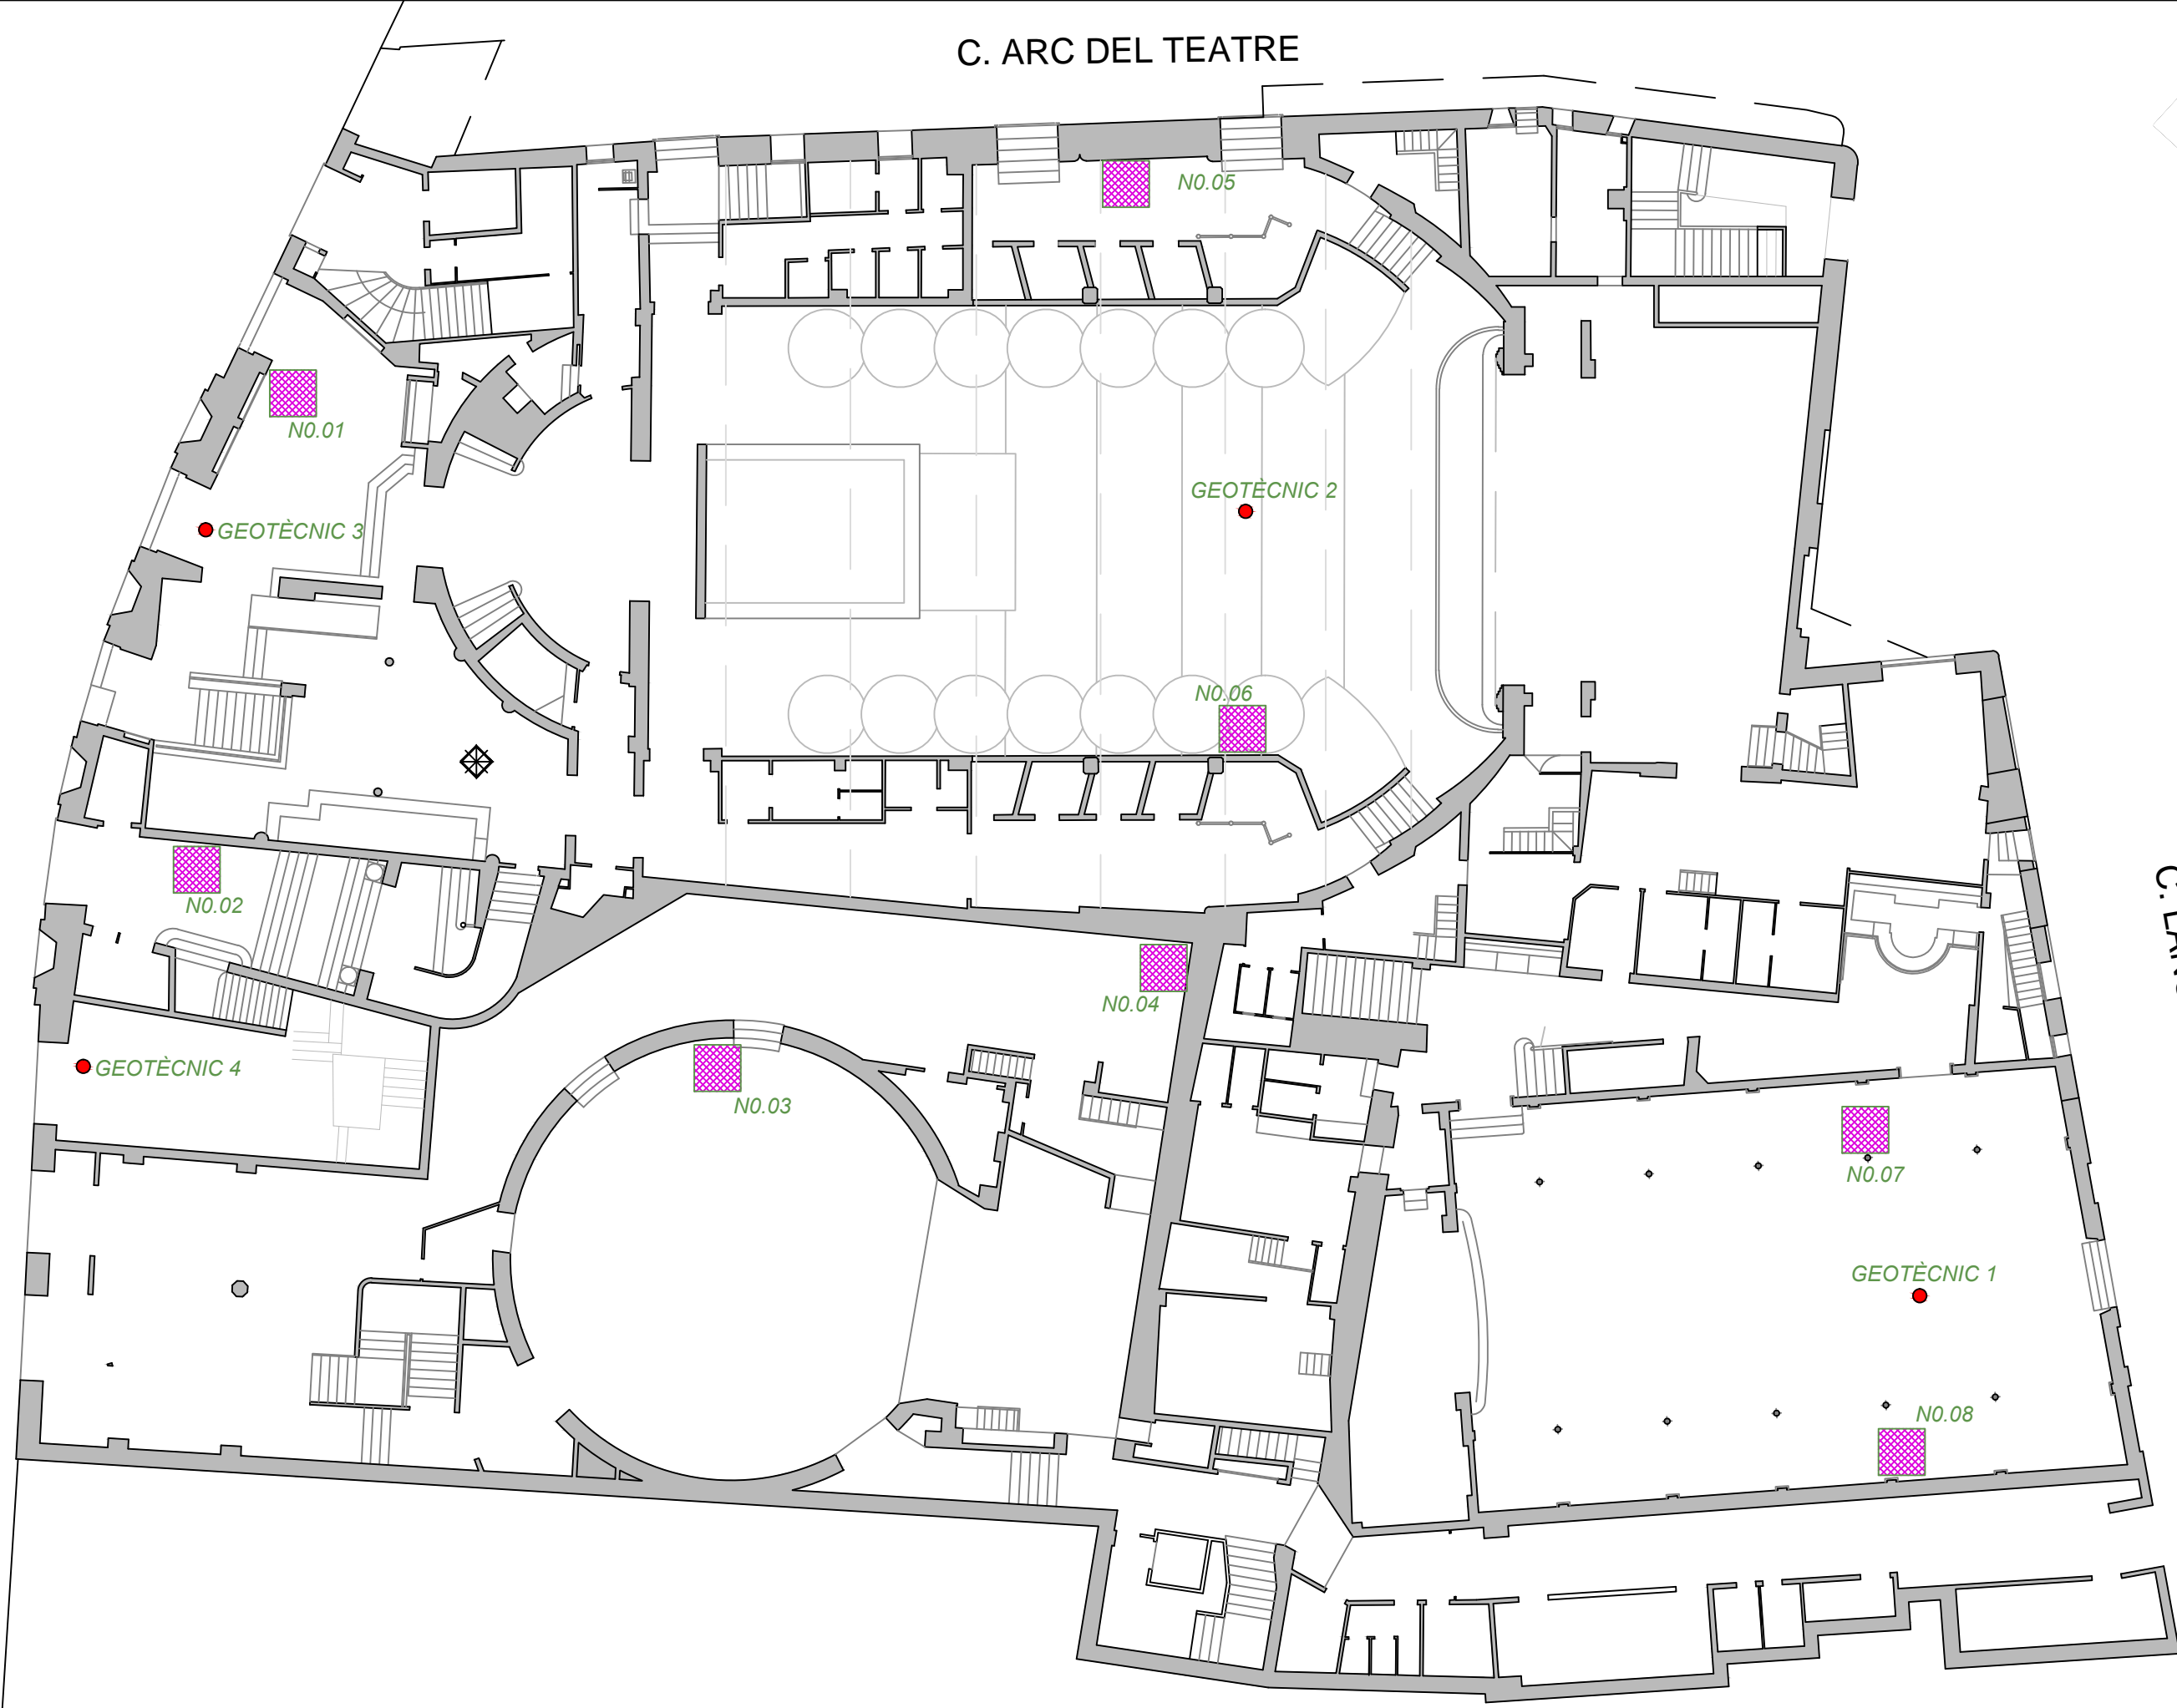 C. ARC DEL TEATRE
N0.05
N0.01
GEOTÈCNIC 2
GEOTÈCNIC 3
N0.06
N0.02
N0.04
GEOTÈCNIC 4
N0.03
N0.07
GEOTÈCNIC 1
N0.08